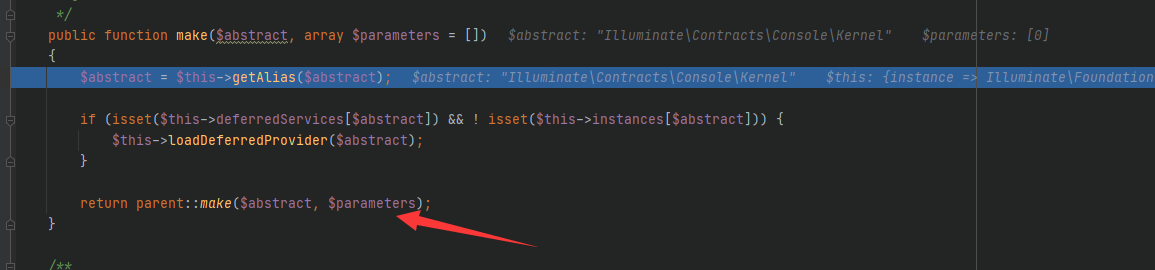 */
public function make($abstract, array $parameters = [])   $abstract: "Illuminate\Contracts\Console\Kernel"   $parameters: [0]
{
$abstract = $this->getAlias($abstract);   $abstract: "Illuminate\Contracts\Console\Kernel"   $this: {instance => Illuminate\Foundation
if (isset($this->deferredServices[$abstract]) && ! isset($this->instances[$abstract])) {
$this->loadDeferredProvider($abstract);
}
return parent::make($abstract, $parameters);
}
/**